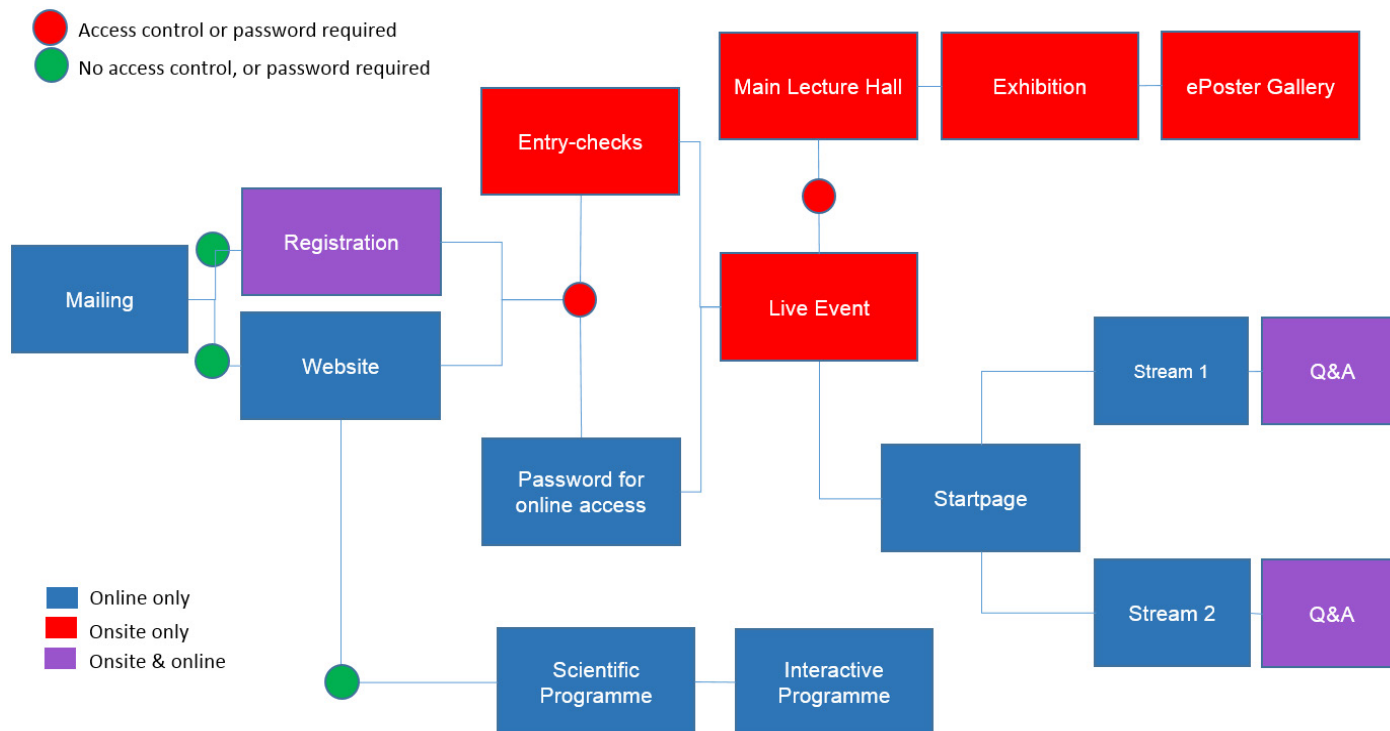 Access control or password required
No access control, or password required
Main Lecture Hall
Exhibition
ePoster Gallery
Entry-checks
Registration
Mailing
Live Event
Website
Stream 1
Q&A
Password for
online access
Startpage
Online only
Onsite only
Onsite & online
Stream 2
Q&A
Scientific
Programme
Interactive
Programme